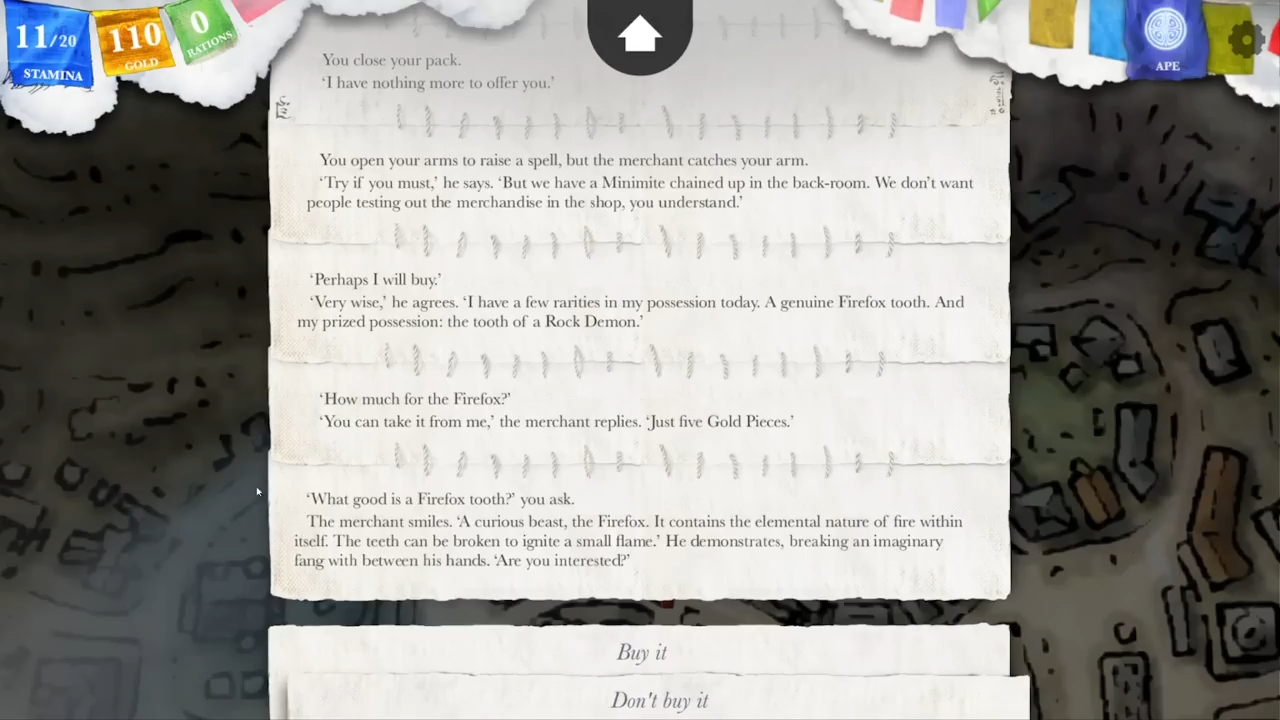 11/20
STAMINA
110
GOLD
0
RATIONS
APE
You close your pack.
‘I have nothing more to offer you.’
You open your arms to raise a spell, but the merchant catches your arm.
‘Try if you must,’ he says. ‘But we have a Minimite chained up in the back-room. We don’t want
people testing out the merchandise in the shop, you understand.’
‘Perhaps I will buy.’
‘Very wise,’ he agrees. ‘I have a few rarities in my possession today. A genuine Firefox tooth. And
my prized possession: the tooth of a Rock Demon.’
‘How much for the Firefox?’
‘You can take it from me,’ the merchant replies. ‘Just five Gold Pieces.’
‘What good is a Firefox tooth?’ you ask.
The merchant smiles. ‘A curious beast, the Firefox. It contains the elemental nature of fire within
itself. The teeth can be broken to ignite a small flame.’ He demonstrates, breaking an imaginary
fang with between his hands. ‘Are you interested?’
Buy it
Don't buy it